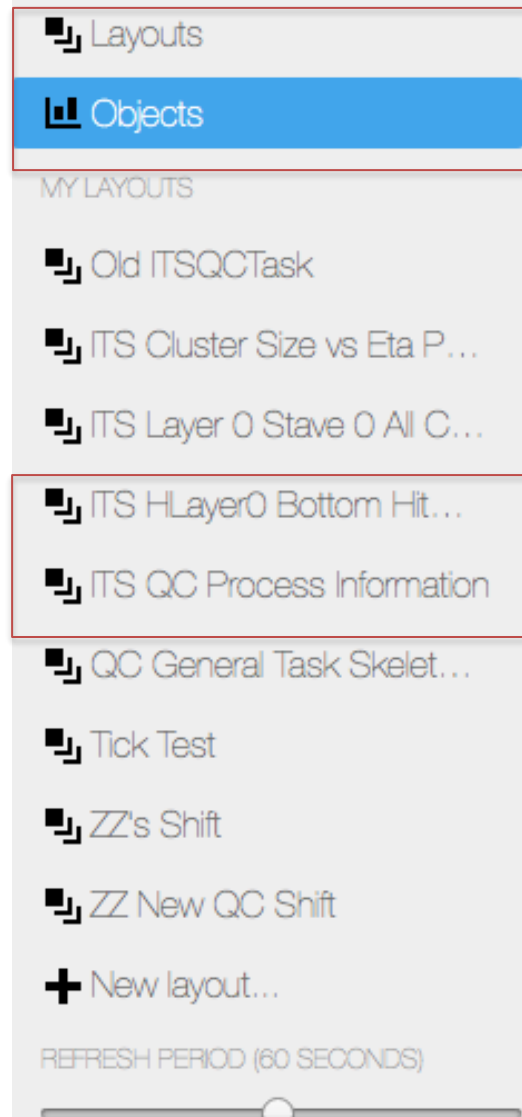 Layouts
Objects
MY LAYOUTS
Old ITSQCTask
ITS Cluster Size vs Eta P...
ITS Layer 0 Stave 0 All C...
ITS HLayer0 Bottom Hit...
ITS QC Process Information
QC General Task Skelet...
Tick Test
ZZ's Shift
ZZ New QC Shift
New layout...
REFRESH PERIOD (60 SECONDS)